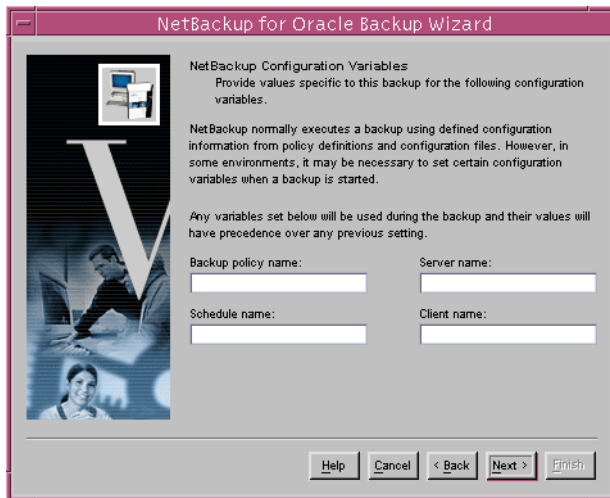 NetBackup for Oracle Backup Wizard
NetBackup Configuration Variables
Provide values specific to this backup for the following configuration
variables.
NetBackup normally executes a backup using defined configuration
information from policy definitions and configuration files. However, in
some environments, it may be necessary to set certain configuration
variables when a backup is started.
Any variables set below will be used during the backup and their values will
have precedence over any previous setting.
Backup policy name:
Server name:
Schedule name:
Client name:
Help
Cancel
< Back
Next >
Finish